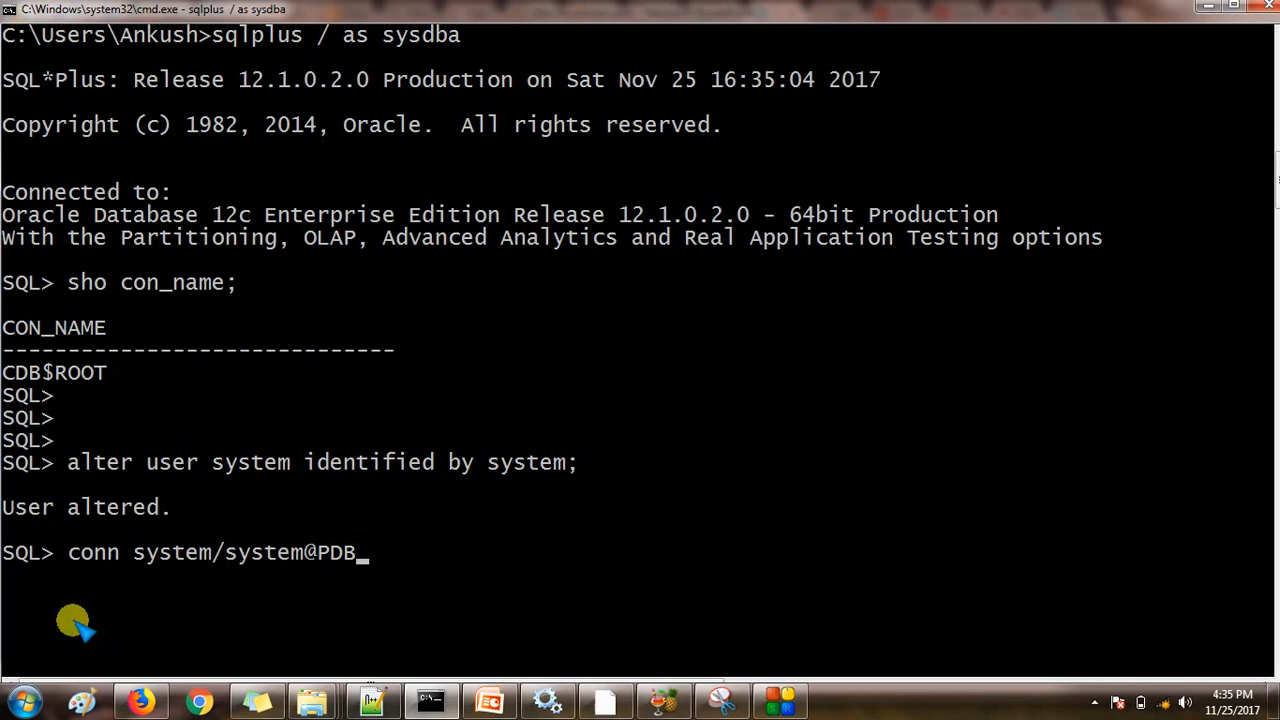 C:\Windows\system32\cmd.exe - sqlplus  / as sysdba
C:\Users\Ankush>sqlplus / as sysdba
SQL*Plus: Release 12.1.0.2.0 Production on Sat Nov 25 16:35:04 2017
Copyright (c) 1982, 2014, Oracle.  All rights reserved.
Connected to:
Oracle Database 12c Enterprise Edition Release 12.1.0.2.0 - 64bit Production
With the Partitioning, OLAP, Advanced Analytics and Real Application Testing options
SQL> sho con_name;
CON_NAME
------------------------------
CDB$ROOT
SQL>
SQL>
SQL>
SQL> alter user system identified by system;
User altered.
SQL> conn system/system@PDB_
4:35 PM
11/25/2017